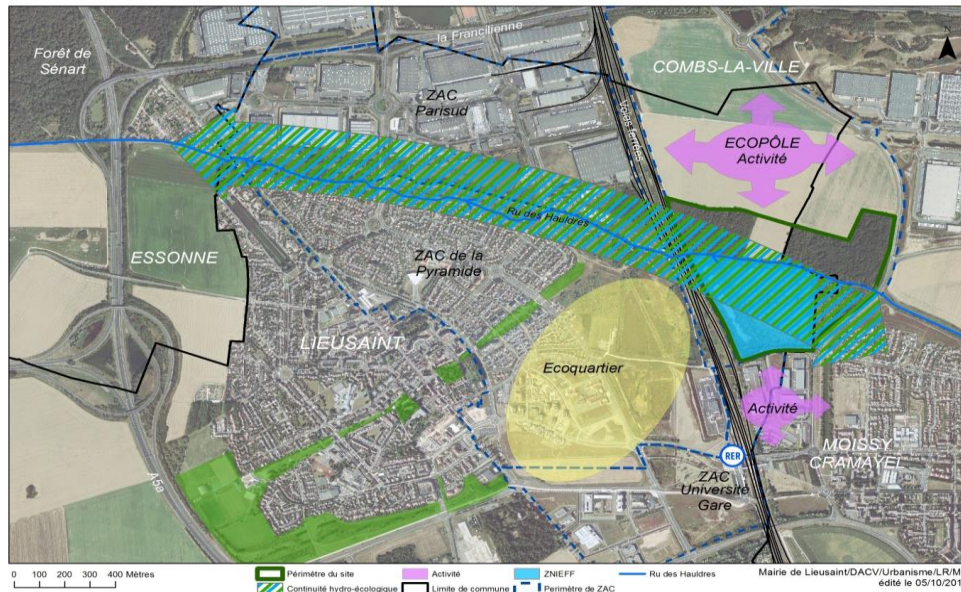 Forêt de
Sénart
la Francilienne
COMBS-LA-VILLE
ZAC
Parisud
Voies ferrées
ECOPÔLE
Activité
Ru des Hauldres
ESSONNE
ZAC de la
Pyramide
LIEUSAINT
Ecoquartier
Activité
RER
MOISSY
CRAMAYEL
ZAC
Université
Gare
A5a
0 100 200 300 400 Mètres
Périmètre du site
Activité
ZNIEFF
Ru des Hauldres
Continuité hydro-écologique
Limite de commune
Perimètre de ZAC
Mairie de Lieusaint/DACV/Urbanisme/LR/M
édité le 05/10/201